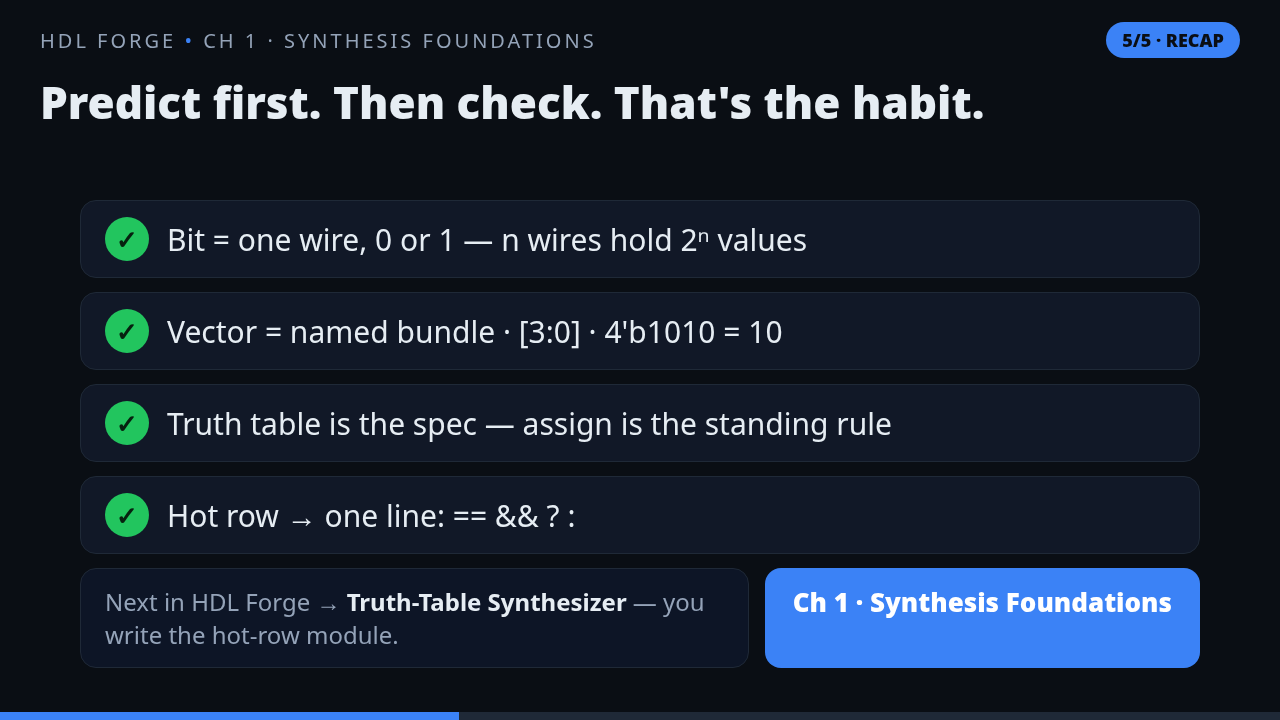 HDL FORGE • CH 1 · SYNTHESIS FOUNDATIONS
5/5 · RECAP
Predict first. Then check. That's the habit.
✓ Bit = one wire, 0 or 1 — n wires hold 2ⁿ values
✓ Vector = named bundle · [3:0] · 4'b1010 = 10
✓ Truth table is the spec — assign is the standing rule
✓ Hot row → one line: == && ? :
Next in HDL Forge → Truth-Table Synthesizer — you
write the hot-row module.
Ch 1 · Synthesis Foundations